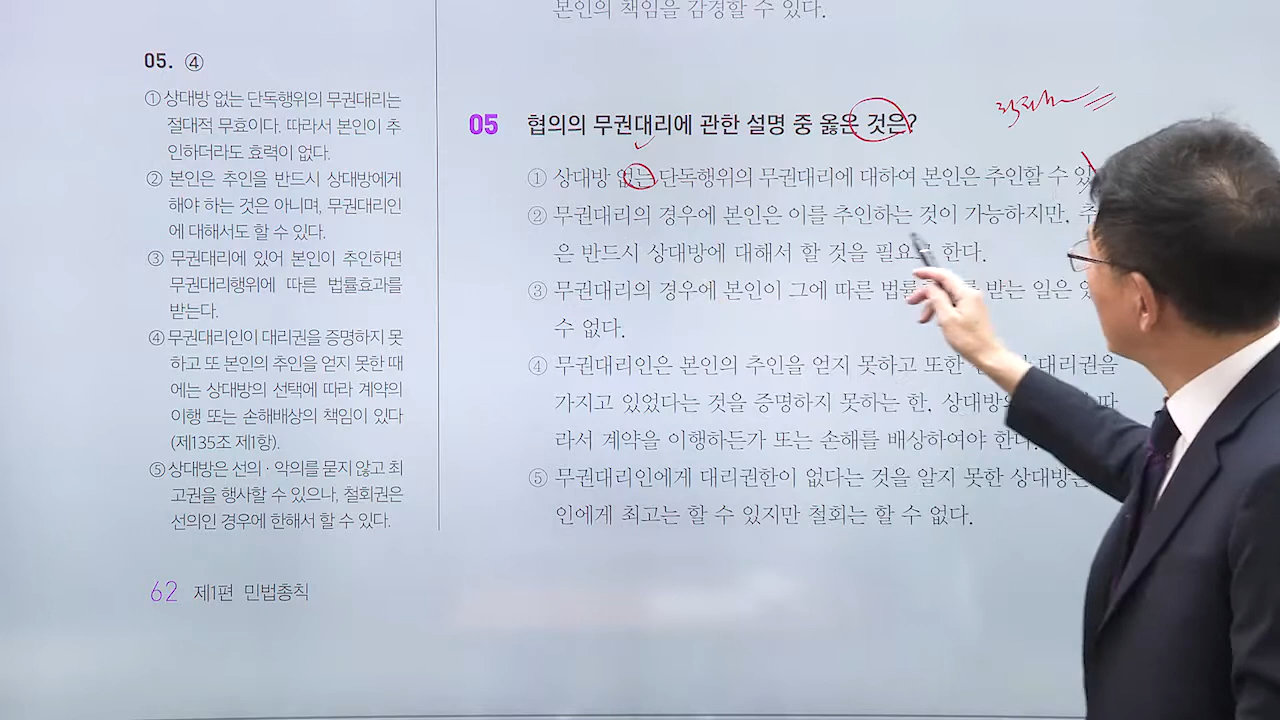 본인의 책임을 감경할 수 있다.
05. ④
① 상대방 없는 단독행위의 무권대리는
절대적 무효이다. 따라서 본인이 추
인하더라도 효력이 없다.
② 본인은 추인을 반드시 상대방에게
해야 하는 것은 아니며, 무권대리인
에 대해서도 할 수 있다.
③ 무권대리에 있어 본인이 추인하면
무권대리행위에 따른 법률효과를
받는다.
④ 무권대리인이 대리권을 증명하지 못
하고 또 본인의 추인을 얻지 못한 때
에는 상대방의 선택에 따라 계약의
이행 또는 손해배상의 책임이 있다
(제135조 제1항).
⑤ 상대방은 선의·악의를 묻지 않고 최
고권을 행사할 수 있으나, 철회권은
선의인 경우에 한해서 할 수 있다.
62 제1편 민법총칙
05 협의의 무권대리에 관한 설명 중 옳은 것은?
① 상대방 없는 단독행위의 무권대리에 대하여 본인은 추인할 수
② 무권대리의 경우에 본인은 이를 추인하는 것이 가능하지만,
은 반드시 상대방에 대해서 할 것을 필요로 한다.
③ 무권대리의 경우에 본인이 그에 따른 받는 일은
수 없다.
④ 무권대리인은 본인의 추인을 얻지 못하고 또한 대리권을
가지고 있었다는 것을 증명하지 못하는 한, 따
라서 계약을 이행하든가 또는 손해를 배상하여야 한다.
⑤ 무권대리인에게 대리권한이 없다는 것을 알지 못한 상대방은
인에게 최고는 할 수 있지만 철회는 할 수 없다.